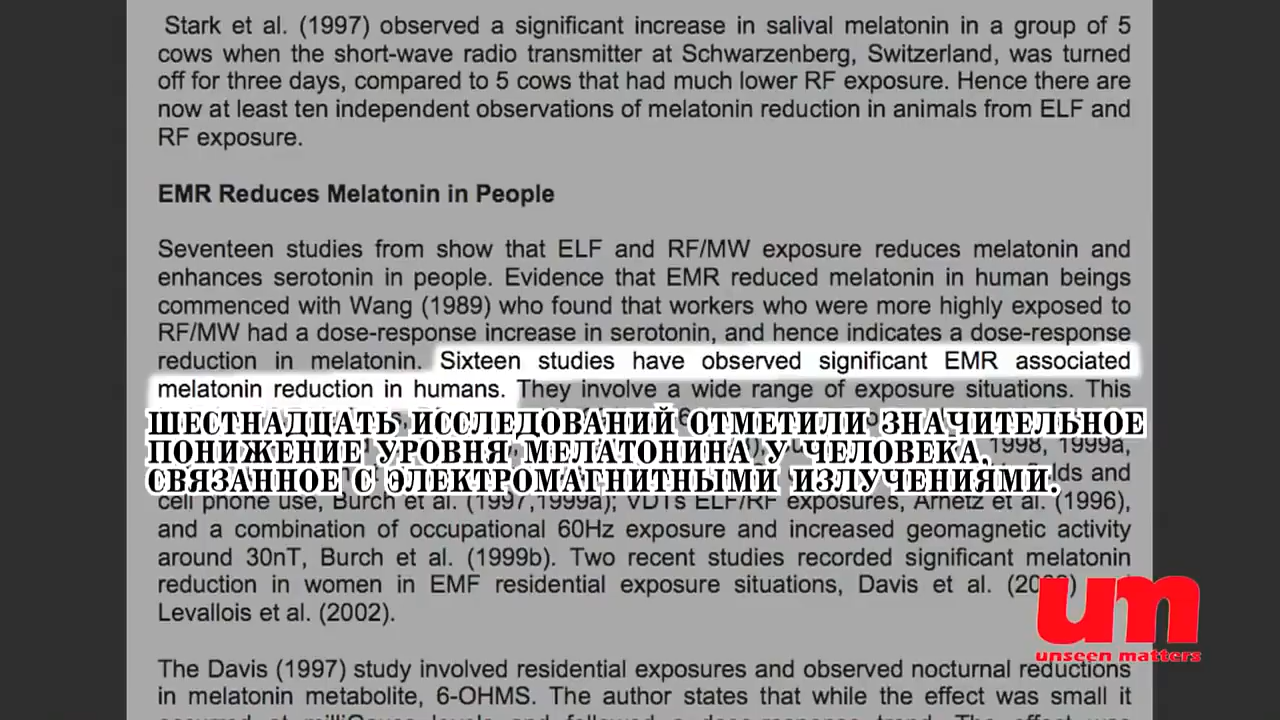 Stark et al. (1997) observed a significant increase in salival melatonin in a group of 5
cows when the short-wave radio transmitter at Schwarzenberg, Switzerland, was turned
off for three days, compared to 5 cows that had much lower RF exposure. Hence there are
now at least ten independent observations of melatonin reduction in animals from ELF and
RF exposure.
EMR Reduces Melatonin in People
Seventeen studies from show that ELF and RF/MW exposure reduces melatonin and
enhances serotonin in people. Evidence that EMR reduced melatonin in human beings
commenced with Wang (1989) who found that workers who were more highly exposed to
RF/MW had a dose-response increase in serotonin, and hence indicates a dose-response
reduction in melatonin. Sixteen studies have observed significant EMR associated
melatonin reduction in humans. They involve a wide range of exposure situations. This
ШЕСТНАДЦАТЬ ИССЛЕДОВАНИЙ ОТМЕТИЛИ ЗНАЧИТЕЛЬНОЕ
ПОНИЖЕНИЕ УРОВНЯ МЕЛАТОНИНА У ЧЕЛОВЕКА,
СВЯЗАННОЕ С ЭЛЕКТРОМАГНИТНЫМИ ИЗЛУЧЕНИЯМИ.
1998, 1999a,
and
cell phone use, Burch et al. (1997,1999a); VDTs ELF/RF exposures, Arnetz et al. (1996),
and a combination of occupational 60Hz exposure and increased geomagnetic activity
around 30nT, Burch et al. (1999b). Two recent studies recorded significant melatonin
reduction in women in EMF residential exposure situations, Davis et al.
Levallois et al. (2002).
um
unseen matters
The Davis (1997) study involved residential exposures and observed nocturnal reductions
in melatonin metabolite, 6-OHMS. The author states that while the effect was small it